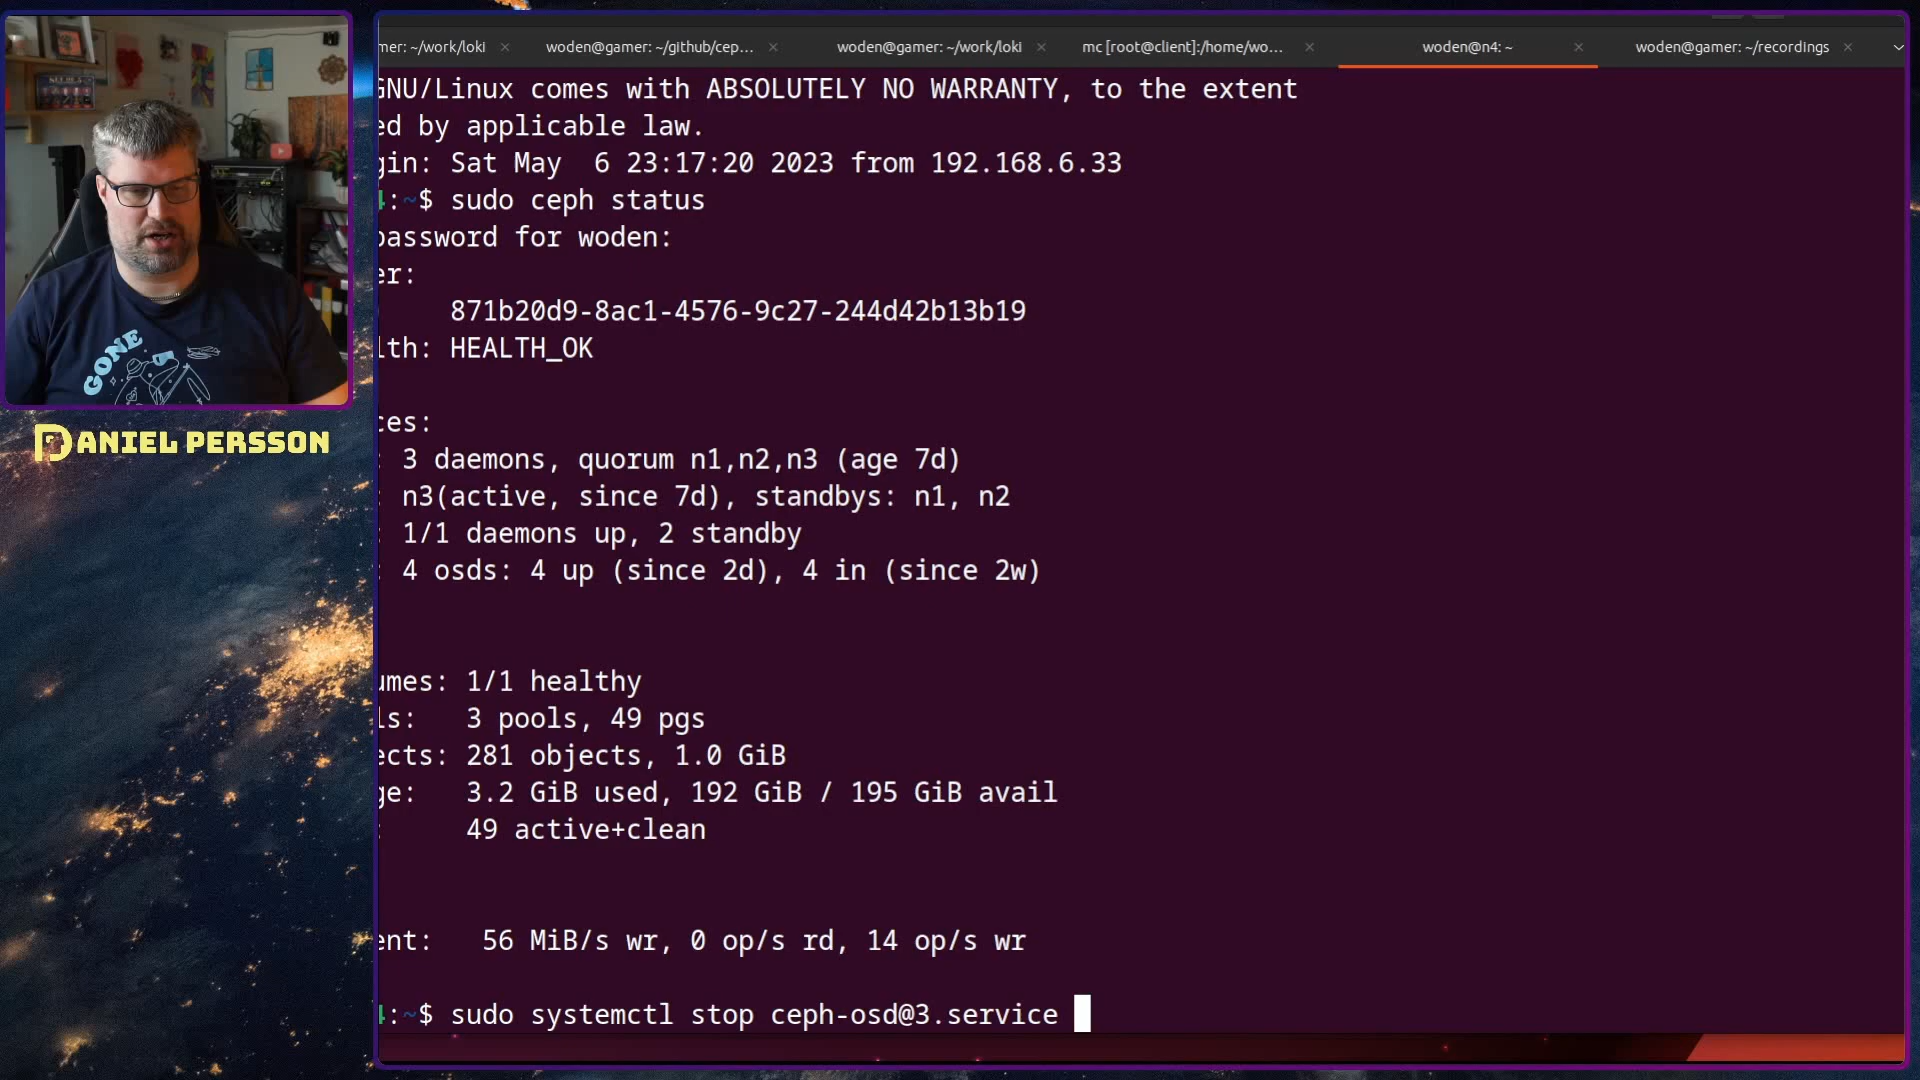 mer: ~/work/loki
woden@gamer: ~/github/cep...
woden@gamer: ~/work/loki
mc [root@client]:/home/wo...
woden@n4: ~
woden@gamer: ~/recordings
GNU/Linux comes with ABSOLUTELY NO WARRANTY, to the extent
ed by applicable law.
gin: Sat May  6 23:17:20 2023 from 192.168.6.33
4:~$ sudo ceph status
password for woden:
er:
871b20d9-8ac1-4576-9c27-244d42b13b19
lth: HEALTH_OK
ces:
: 3 daemons, quorum n1,n2,n3 (age 7d)
: n3(active, since 7d), standbys: n1, n2
: 1/1 daemons up, 2 standby
: 4 osds: 4 up (since 2d), 4 in (since 2w)
umes: 1/1 healthy
ls:   3 pools, 49 pgs
ects: 281 objects, 1.0 GiB
ge:   3.2 GiB used, 192 GiB / 195 GiB avail
:     49 active+clean
ent:   56 MiB/s wr, 0 op/s rd, 14 op/s wr
4:~$ sudo systemctl stop ceph-osd@3.service
GONE
DANIEL PERSSON